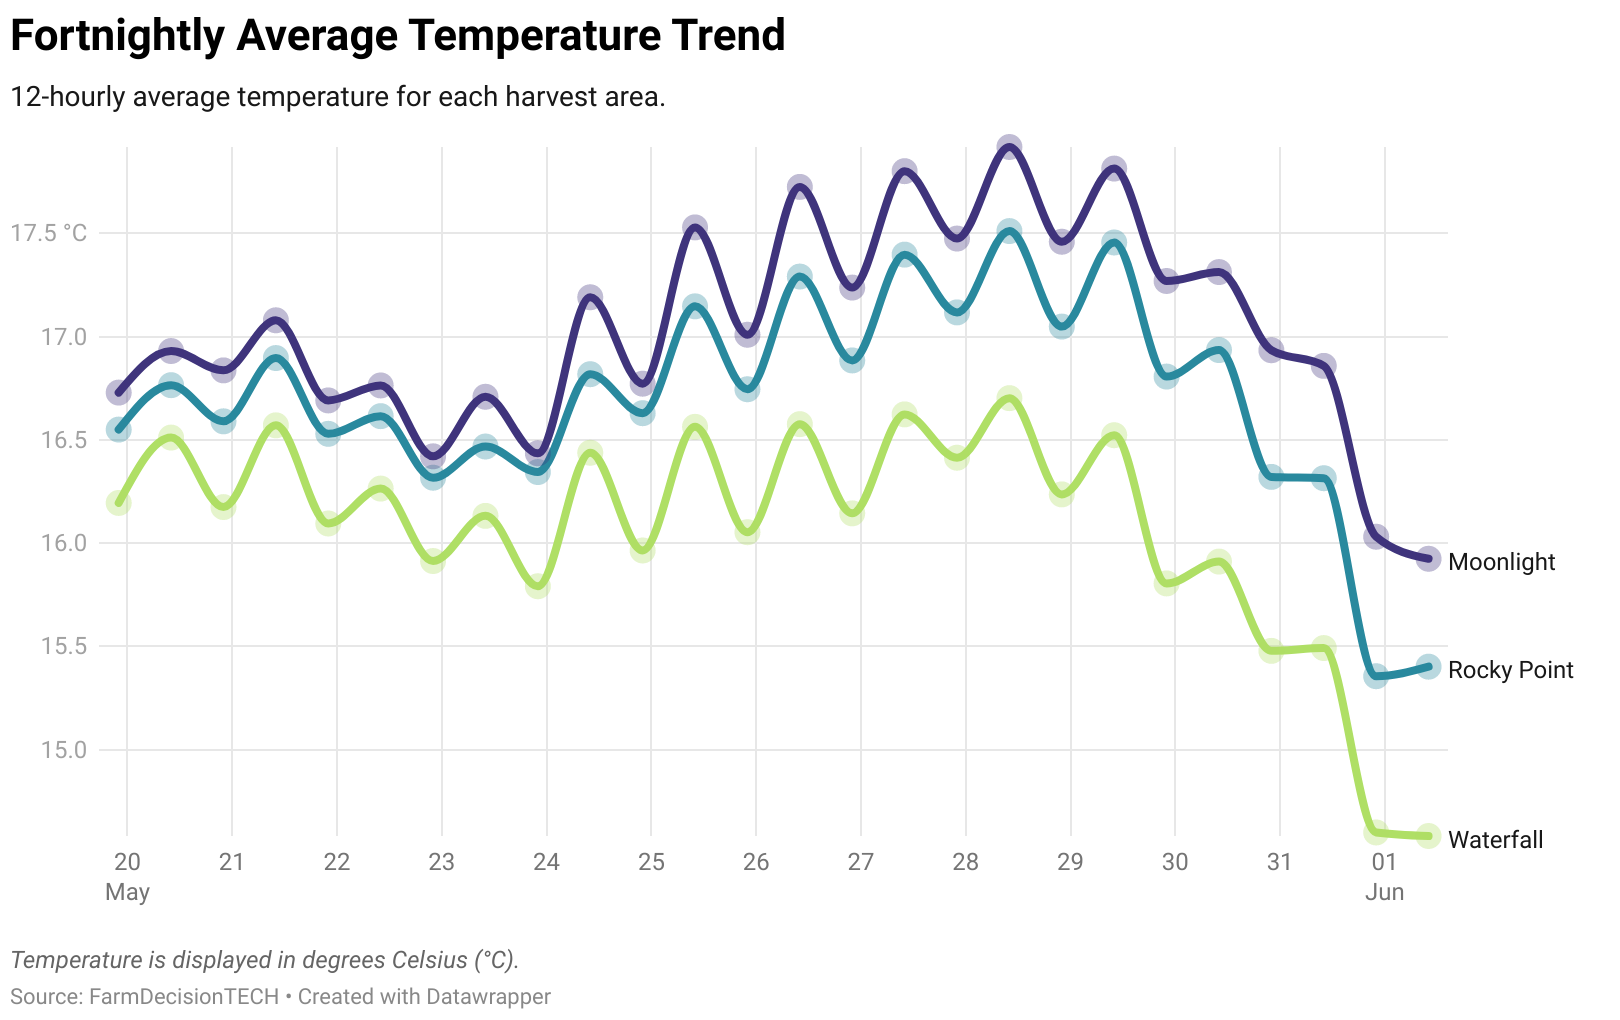 Fortnightly Average Temperature Trend
12-hourly average temperature for each harvest area.
17.5 °C
17.0
16.5
16.0
15.5
15.0
Moonlight
Rocky Point
Waterfall
20 21 22 23 24 25 26 27 28 29 30 31 01
May Jun
Temperature is displayed in degrees Celsius (°C).
Source: FarmDecisionTECH • Created with Datawrapper